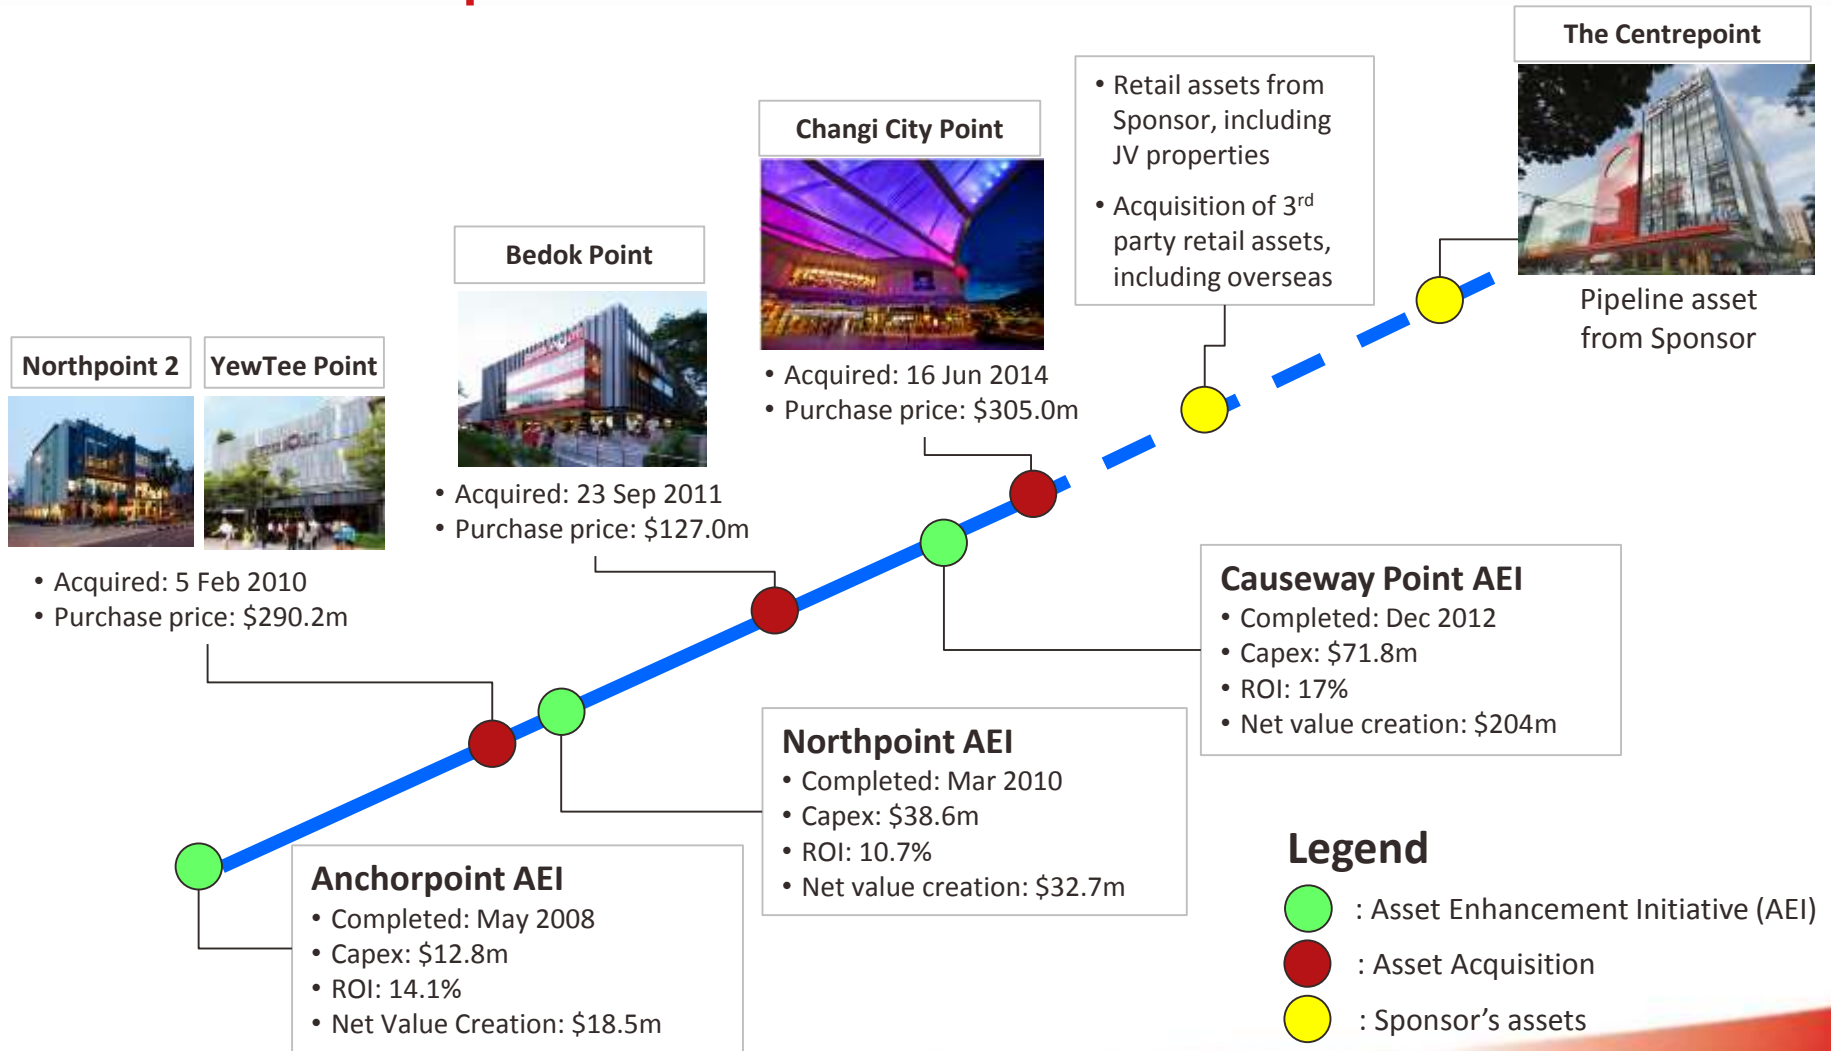 The Centrepoint
Pipeline asset
from Sponsor
• Retail assets from
Sponsor, including
JV properties
• Acquisition of 3rd
party retail assets,
including overseas
Changi City Point
• Acquired: 16 Jun 2014
• Purchase price: $305.0m
Bedok Point
• Acquired: 23 Sep 2011
• Purchase price: $127.0m
Northpoint 2
YewTee Point
• Acquired: 5 Feb 2010
• Purchase price: $290.2m
Causeway Point AEI
• Completed: Dec 2012
• Capex: $71.8m
• ROI: 17%
• Net value creation: $204m
Northpoint AEI
• Completed: Mar 2010
• Capex: $38.6m
• ROI: 10.7%
• Net value creation: $32.7m
Anchorpoint AEI
• Completed: May 2008
• Capex: $12.8m
• ROI: 14.1%
• Net Value Creation: $18.5m
Legend
: Asset Enhancement Initiative (AEI)
: Asset Acquisition
: Sponsor's assets